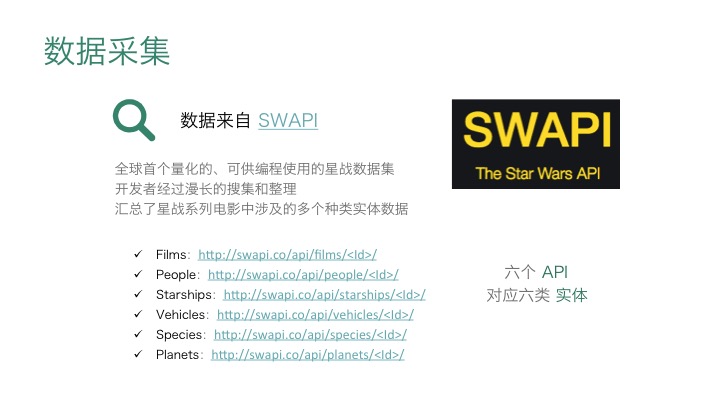 数据采集
数据来自 SWAPI
SWAPI
The Star Wars API
全球首个量化的、可供编程使用的星战数据集
开发者经过漫长的搜集和整理
汇总了星战系列电影中涉及的多个种类实体数据
✓ Films：http://swapi.co/api/films/<Id>/
✓ People：http://swapi.co/api/people/<Id>/
✓ Starships：http://swapi.co/api/starships/<Id>/
✓ Vehicles：http://swapi.co/api/vehicles/<Id>/
✓ Species：http://swapi.co/api/species/<Id>/
✓ Planets：http://swapi.co/api/planets/<Id>/
六个 API
对应六类 实体